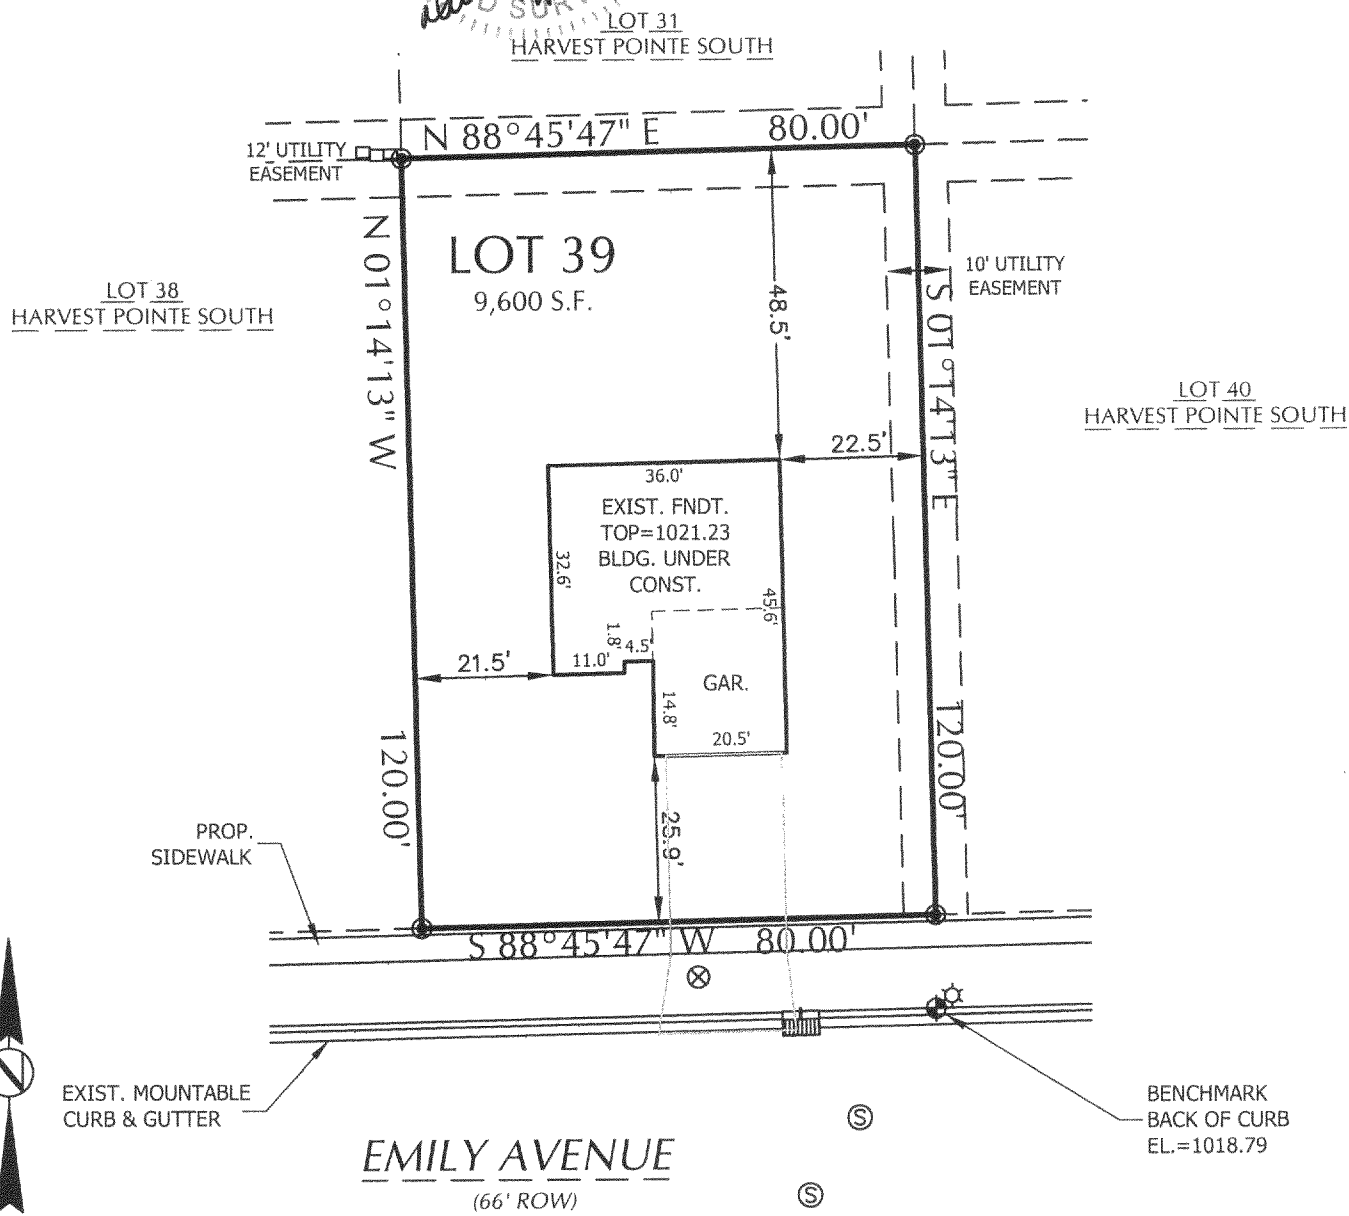 D SUR
LOT 31
HARVEST POINTE SOUTH
N 88°45'47" E 80.00'
12' UTILITY
EASEMENT
LOT 39
9,600 S.F.
N 01°14'13" W
120.00'
LOT 38
HARVEST POINTE SOUTH
48.5'
10' UTILITY
EASEMENT
S 01°14'13" E
120.00'
LOT 40
HARVEST POINTE SOUTH
22.5'
36.0'
EXIST. FNDT.
TOP=1021.23
BLDG. UNDER
CONST.
32.6'
45.6'
1.8'
4.5'
11.0'
21.5'
GAR.
14.8'
20.5'
25.9'
PROP.
SIDEWALK
S 88°45'47" W 80.00'
EXIST. MOUNTABLE
CURB & GUTTER
BENCHMARK
BACK OF CURB
EL.=1018.79
S
EMILY AVENUE
(66' ROW)
S
N